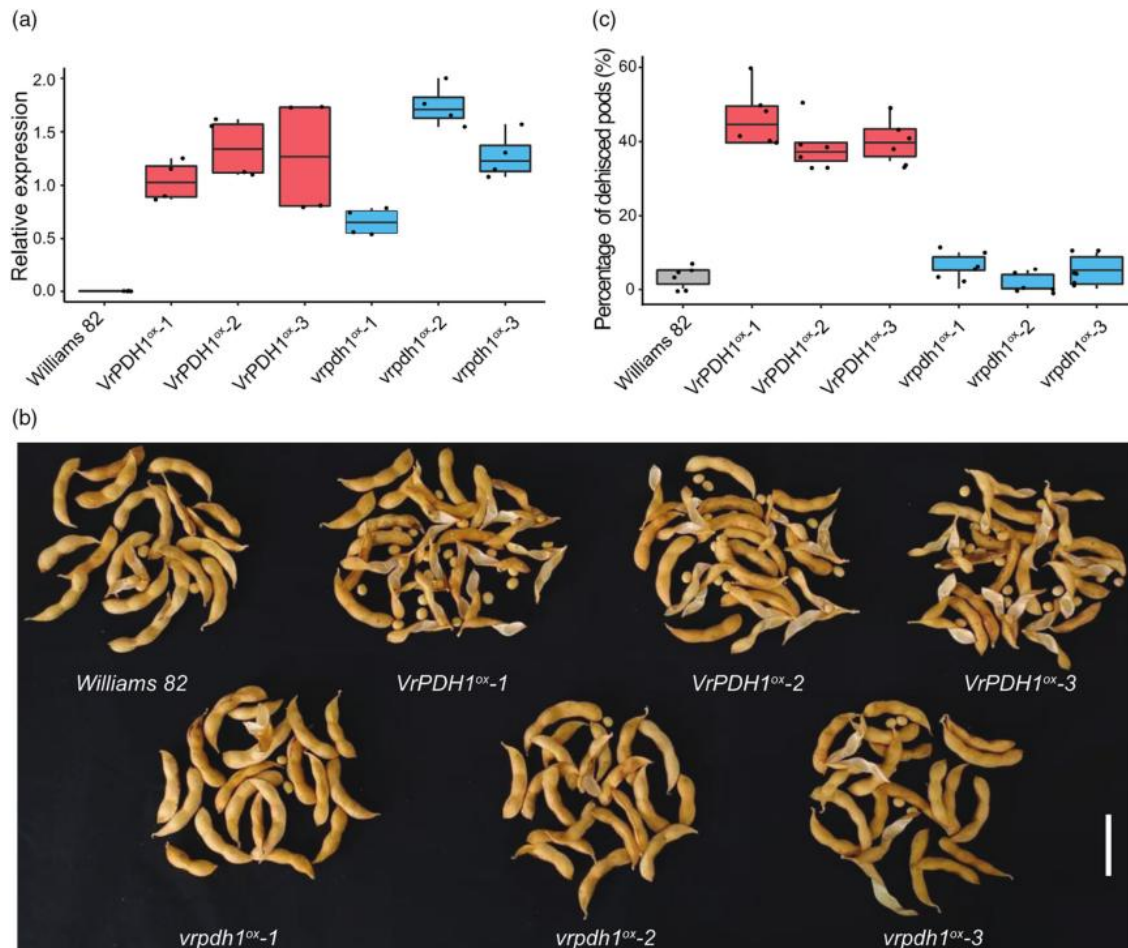 (a)
Relative expression
2.0
1.5
1.0
0.5
0.0
Williams 82
VrPDH1ox-1
VrPDH1ox-2
VrPDH1ox-3
vrpdh1ox-1
vrpdh1ox-2
vrpdh1ox-3
(c)
Percentage of dehisced pods (%)
60
40
20
0
Williams 82
VrPDH1ox-1
VrPDH1ox-2
VrPDH1ox-3
vrpdh1ox-1
vrpdh1ox-2
vrpdh1ox-3
(b)
Williams 82
VrPDH1ox-1
VrPDH1ox-2
VrPDH1ox-3
vrpdh1ox-1
vrpdh1ox-2
vrpdh1ox-3